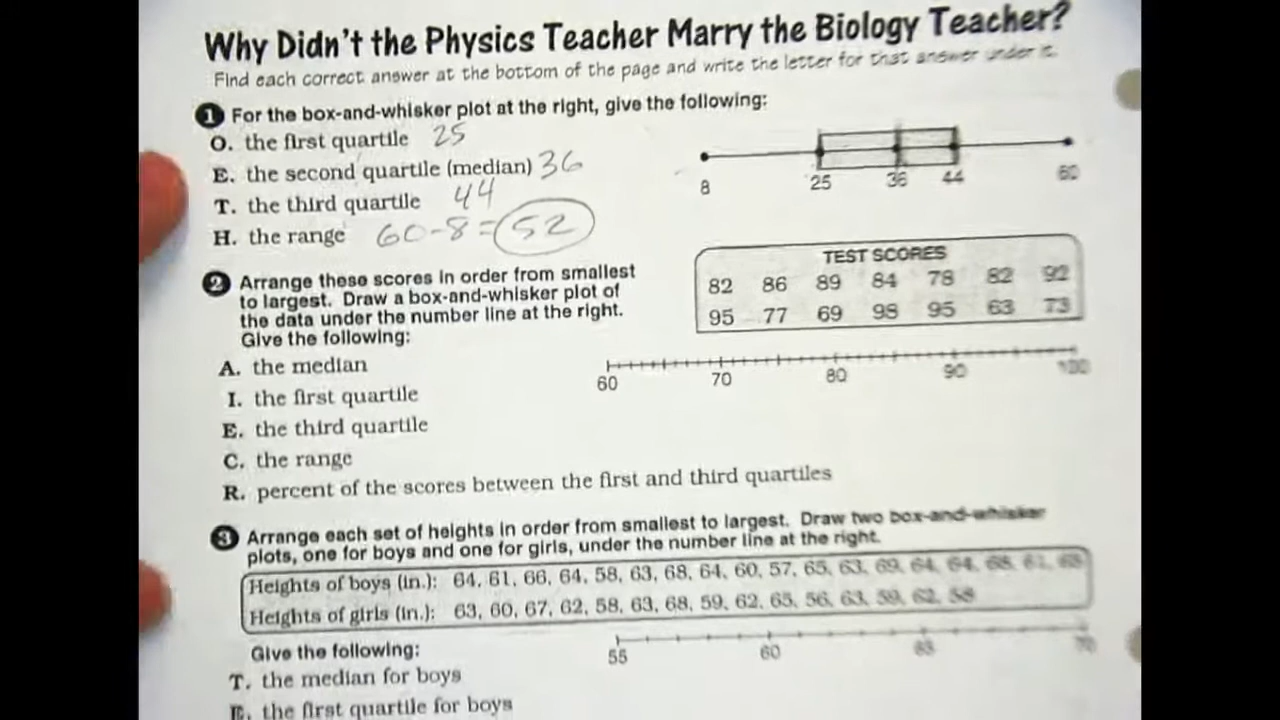 Why Didn't the Physics Teacher Marry the Biology Teacher?
Find each correct answer at the bottom of the page and write the letter for that answer under it.
1 For the box-and-whisker plot at the right, give the following:
O. the first quartile 25
E. the second quartile (median) 36
T. the third quartile 44
H. the range 60-8=52
8 25 36 44 60
2 Arrange these scores in order from smallest
to largest. Draw a box-and-whisker plot of
the data under the number line at the right.
Give the following:
TEST SCORES
82 86 89 84 78 82 92
95 77 69 98 95 63 73
60 70 80 90 100
A. the median
I. the first quartile
E. the third quartile
C. the range
R. percent of the scores between the first and third quartiles
3 Arrange each set of heights in order from smallest to largest. Draw two box-and-whisker
plots, one for boys and one for girls, under the number line at the right.
Heights of boys (in.): 64, 61, 66, 64, 58, 63, 68, 64, 60, 57, 65, 63, 69, 64, 64,
Heights of girls (in.): 63, 60, 67, 62, 58, 63, 68, 59, 62, 65, 56, 63, 59, 62, 58
55 60 70
Give the following:
T. the median for boys
E. the first quartile for boys